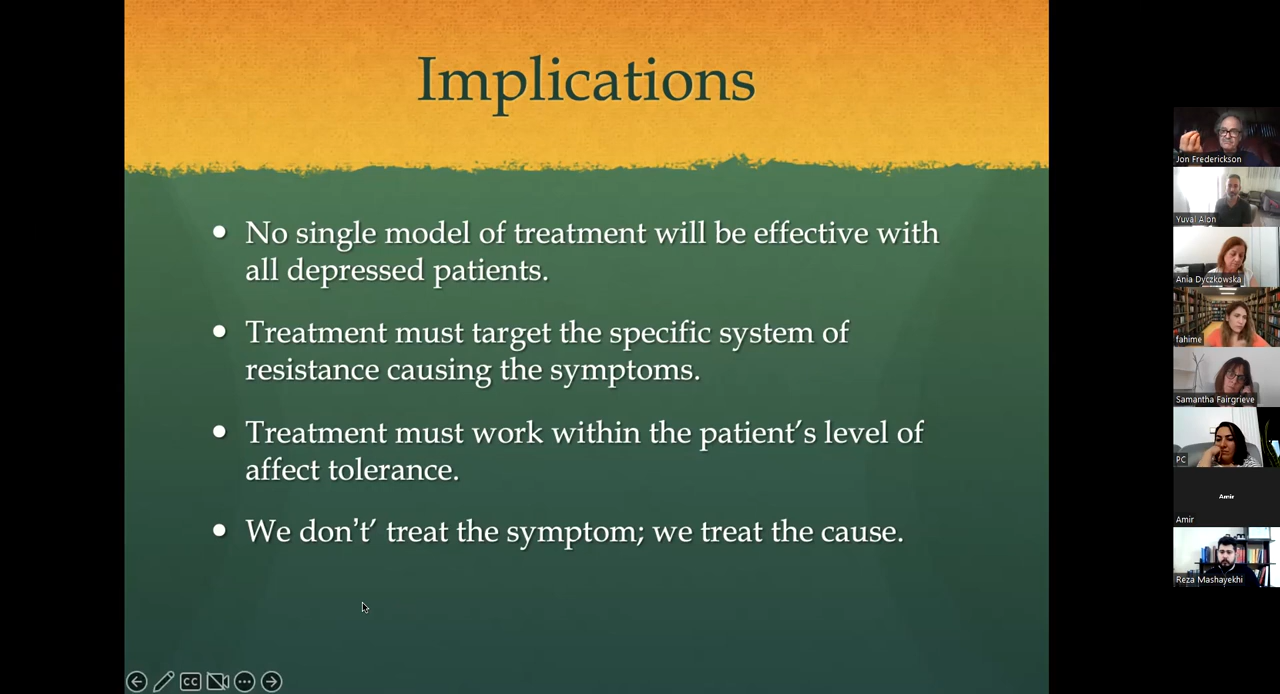 Implications
• No single model of treatment will be effective with
all depressed patients.
• Treatment must target the specific system of
resistance causing the symptoms.
• Treatment must work within the patient’s level of
affect tolerance.
• We don’t’ treat the symptom; we treat the cause.
CC
Jon Frederickson
Yuval Alon
Ania Dyczkowska
fahime
Samantha Fairgrieve
PC
Amir
Amir
Reza Mashayekhi